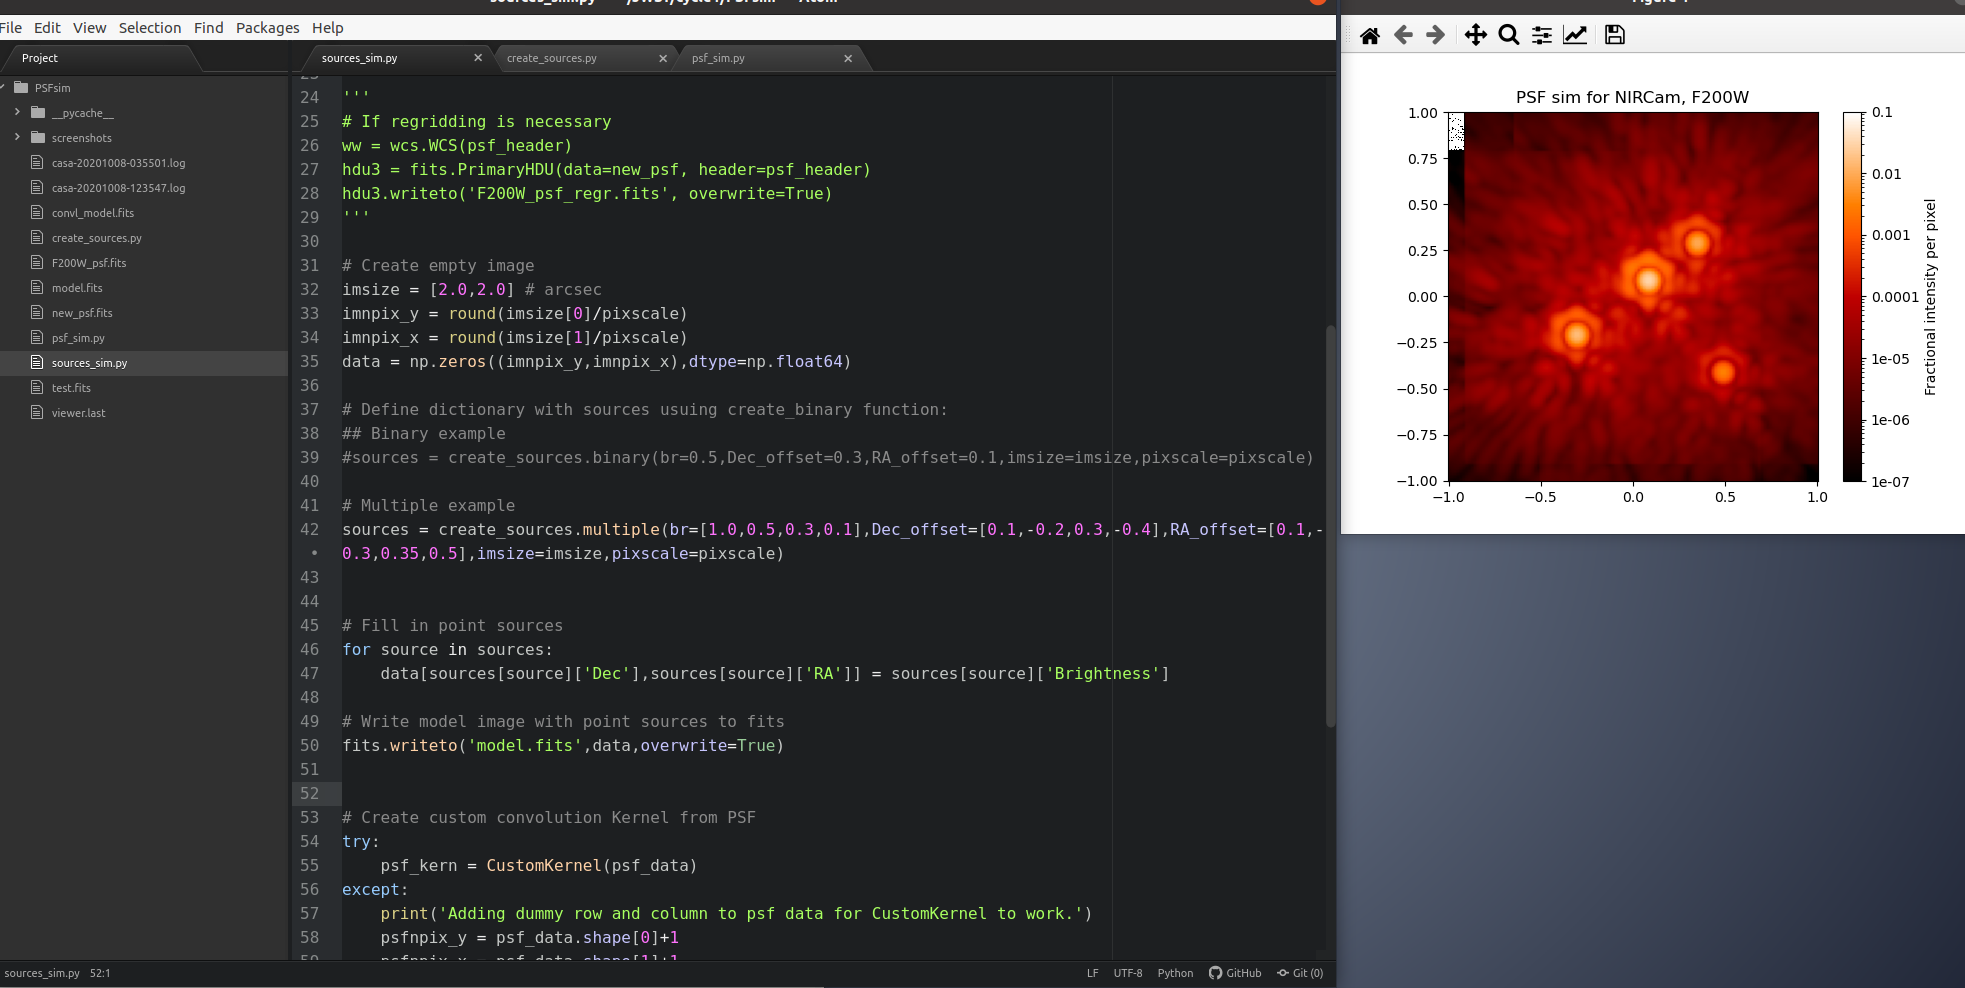 File Edit View Selection Find Packages Help
Project
PSFsim
__pycache__
screenshots
casa-20201008-035501.log
casa-20201008-123547.log
convl_model.fits
create_sources.py
F200W_psf.fits
model.fits
new_psf.fits
psf_sim.py
sources_sim.py
test.fits
viewer.last
sources_sim.py create_sources.py psf_sim.py
24 '''
25 # If regridding is necessary
26 ww = wcs.WCS(psf_header)
27 hdu3 = fits.PrimaryHDU(data=new_psf, header=psf_header)
28 hdu3.writeto('F200W_psf_regr.fits', overwrite=True)
29 '''
30
31 # Create empty image
32 imsize = [2.0,2.0] # arcsec
33 imnpix_y = round(imsize[0]/pixscale)
34 imnpix_x = round(imsize[1]/pixscale)
35 data = np.zeros((imnpix_y,imnpix_x),dtype=np.float64)
36
37 # Define dictionary with sources usuing create_binary function:
38 ## Binary example
39 #sources = create_sources.binary(br=0.5,Dec_offset=0.3,RA_offset=0.1,imsize=imsize,pixscale=pixscale)
40
41 # Multiple example
42 sources = create_sources.multiple(br=[1.0,0.5,0.3,0.1],Dec_offset=[0.1,-0.2,0.3,-0.4],RA_offset=[0.1,-
• 0.3,0.35,0.5],imsize=imsize,pixscale=pixscale)
43
44
45 # Fill in point sources
46 for source in sources:
47 data[sources[source]['Dec'],sources[source]['RA']] = sources[source]['Brightness']
48
49 # Write model image with point sources to fits
50 fits.writeto('model.fits',data,overwrite=True)
51
52
53 # Create custom convolution Kernel from PSF
54 try:
55 psf_kern = CustomKernel(psf_data)
56 except:
57 print('Adding dummy row and column to psf data for CustomKernel to work.')
58 psfnpix_y = psf_data.shape[0]+1
sources_sim.py 52:1
LF UTF-8 Python GitHub Git (0)
PSF sim for NIRCam, F200W
1.00
0.75
0.50
0.25
0.00
−0.25
−0.50
−0.75
−1.00
−1.0 −0.5 0.0 0.5 1.0
0.1
0.01
0.001
0.0001
1e-05
1e-06
1e-07
Fractional intensity per pixel